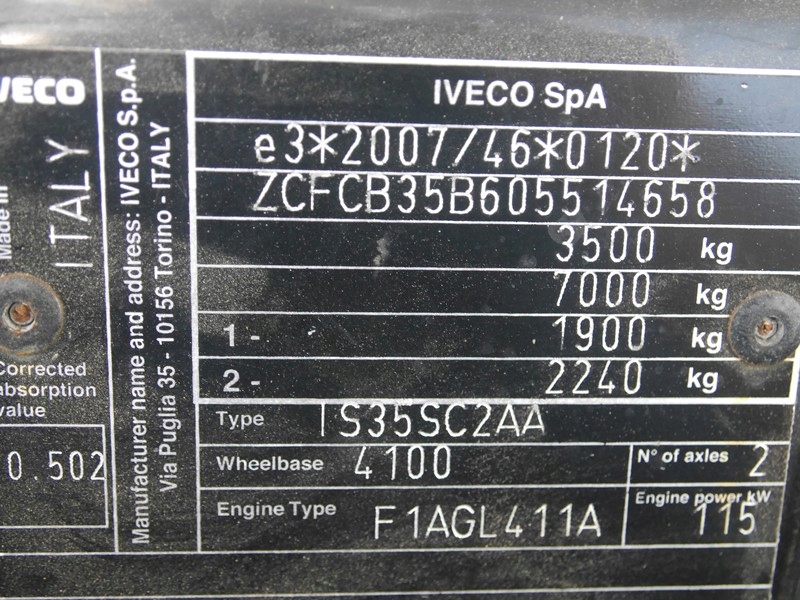 IVECO
Made in
ITALY
Corrected
absorption
value
0.502
Manufacturer name and address: IVECO S.p.A.
Via Puglia 35 - 10156 Torino - ITALY
IVECO SpA
e3*2007/46*0120*
ZCFCB35B605514658
3500 kg
7000 kg
1 - 1900 kg
2 - 2240 kg
Type IS35SC2AA
Wheelbase 4100
N° of axles 2
Engine Type F1AGL411A
Engine power kW 115